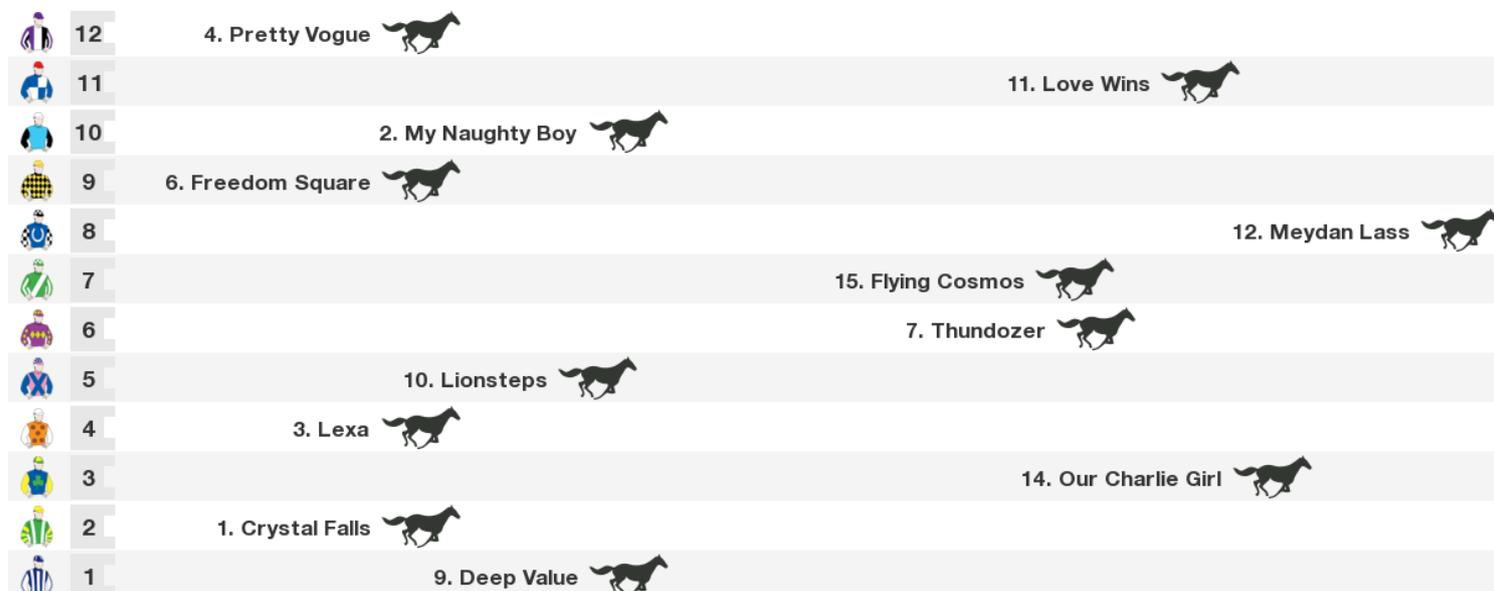 12 4. Pretty Vogue
11 11. Love Wins
10 2. My Naughty Boy
9 6. Freedom Square
8 12. Meydan Lass
7 15. Flying Cosmos
6 7. Thundozer
5 10. Lionsteps
4 3. Lexa
3 14. Our Charlie Girl
2 1. Crystal Falls
1 9. Deep Value